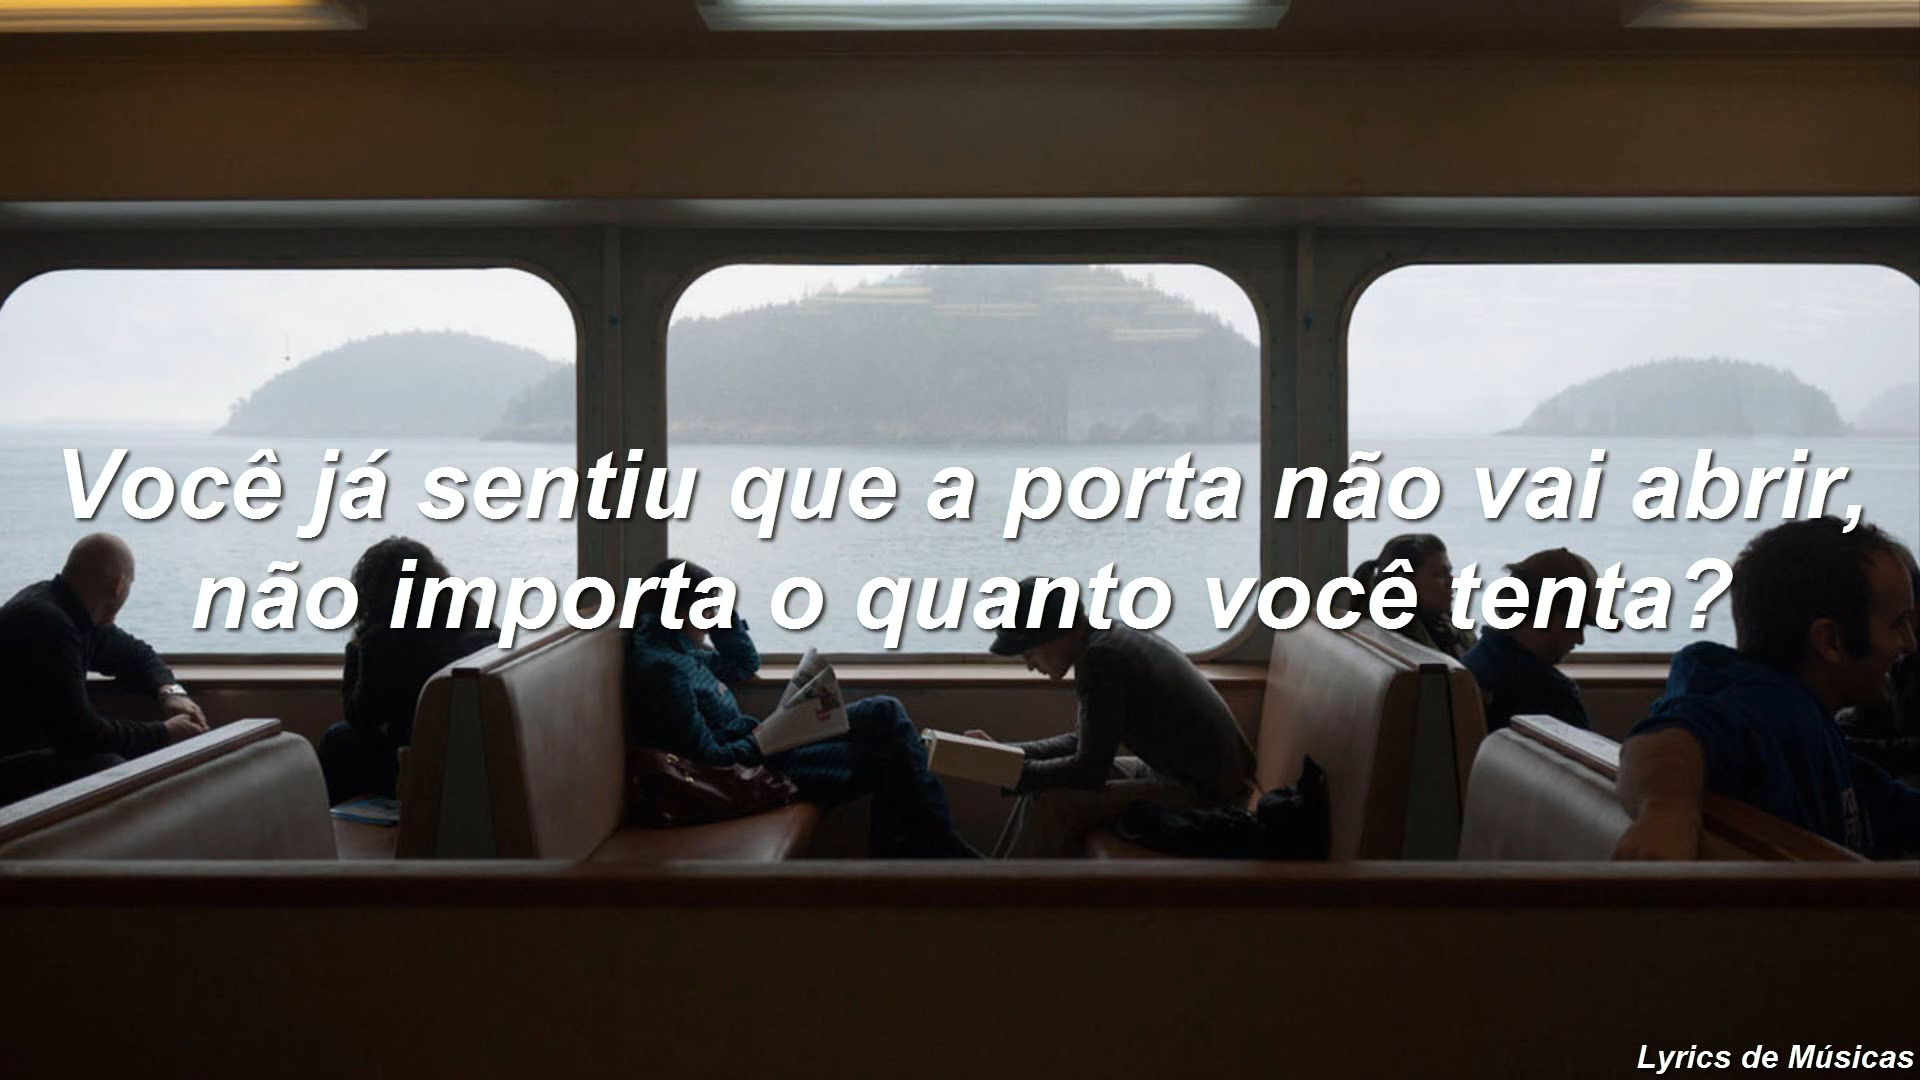 Você já sentiu que a porta não vai abrir,
não importa o quanto você tenta?
Lyrics de Músicas